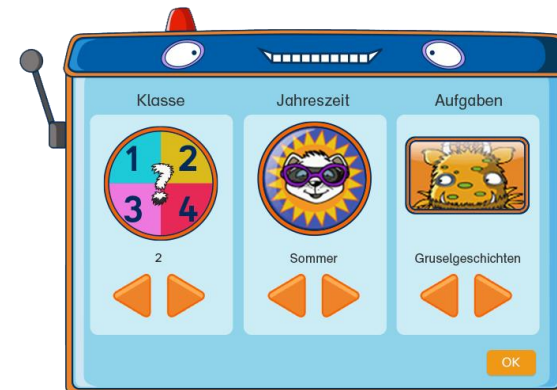 Klasse
Jahreszeit
Aufgaben
1 2
3 ? 4
2
Sommer
Gruselgeschichten
OK